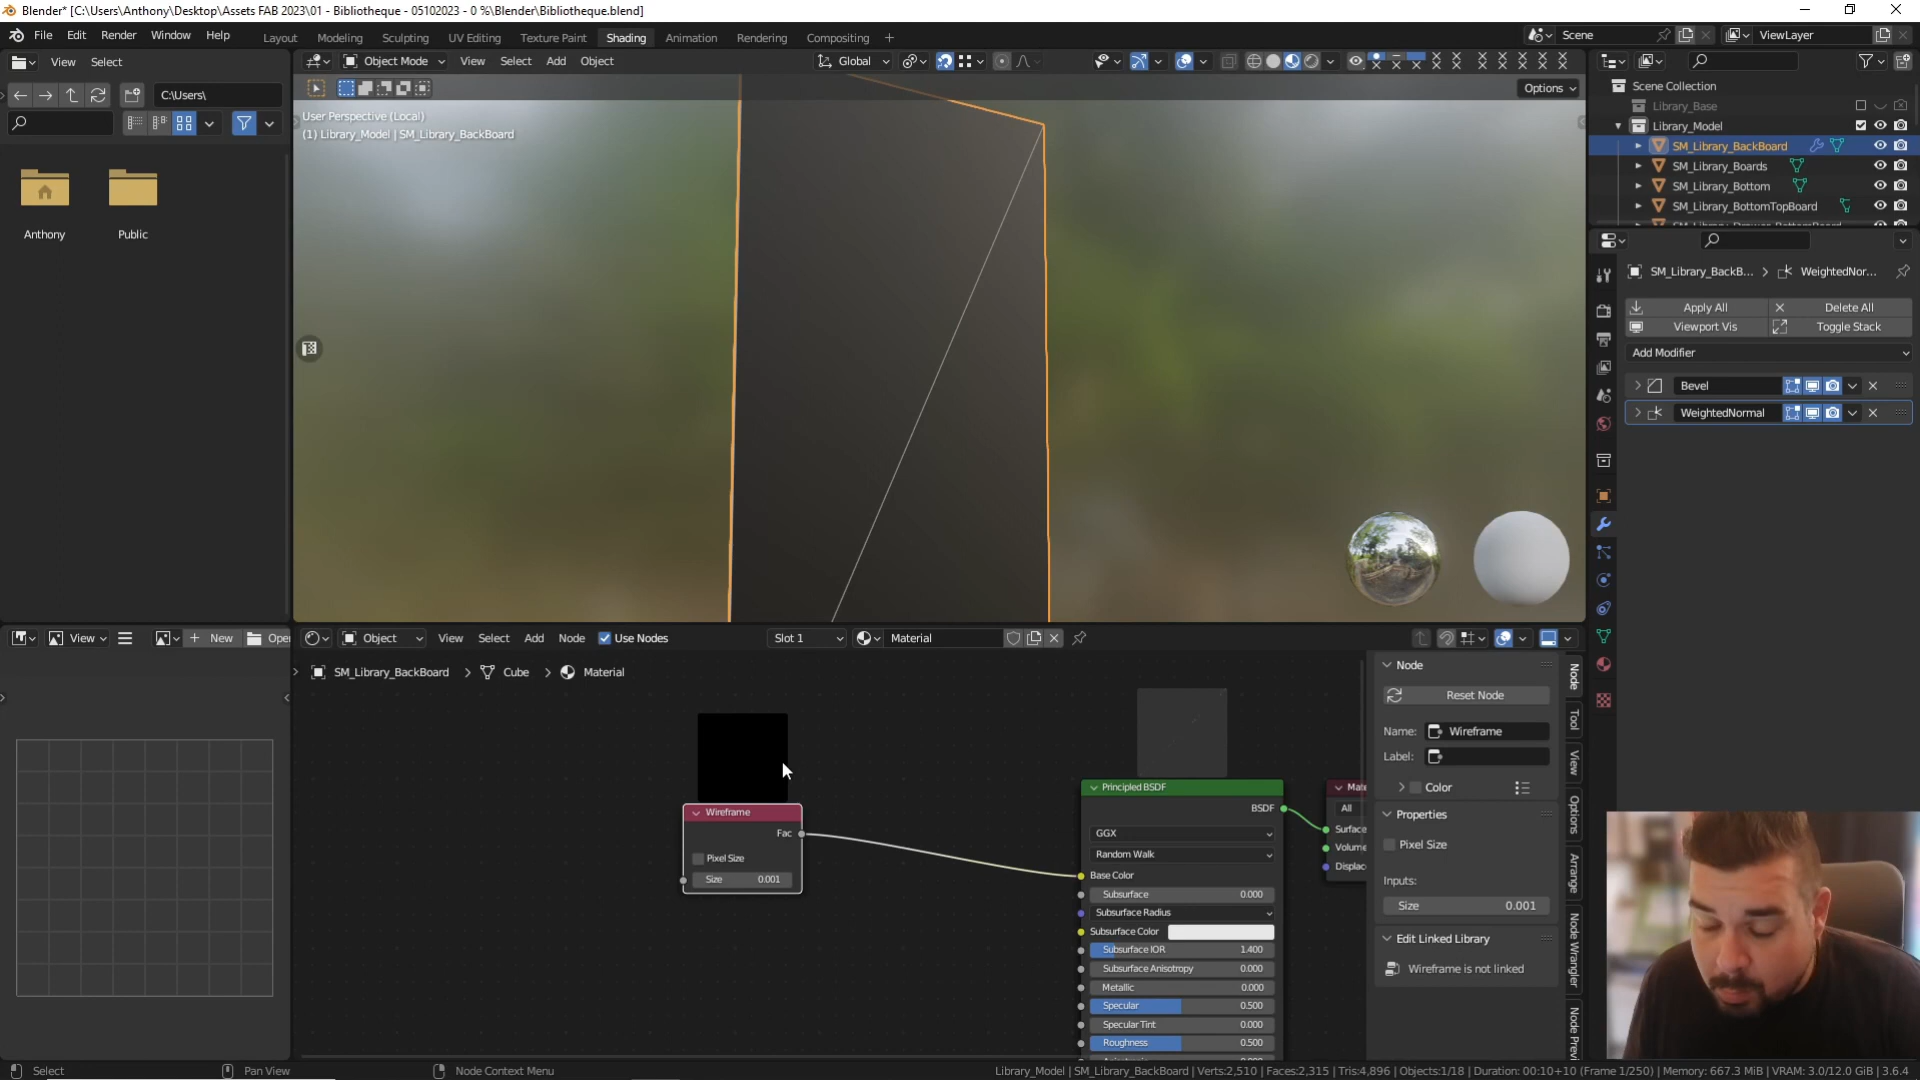 Blender* [C:\Users\Anthony\Desktop\Assets FAB 2023\01 - Bibliotheque - 05102023 - 0 %\Blender\Bibliotheque.blend]
File Edit Render Window Help Layout Modeling Sculpting UV Editing Texture Paint Shading Animation Rendering Compositing + Scene ViewLayer
View Select Object Mode View Select Add Object Global
C:\Users\ Options
Scene Collection
Library_Base
User Perspective (Local)
(1) Library_Model | SM_Library_BackBoard
Library_Model
SM_Library_BackBoard
SM_Library_Boards
SM_Library_Bottom
SM_Library_BottomTopBoard
Anthony Public
SM_Library_BackB... > WeightedNor...
Apply All Delete All
Viewport Vis Toggle Stack
Add Modifier
Bevel
WeightedNormal
View + New Open Object View Select Add Node Use Nodes Slot 1 Material
SM_Library_BackBoard > Cube > Material
Node
Reset Node
Name: Wireframe
Label:
Color
Properties
Pixel Size
Inputs:
Size 0.001
Edit Linked Library
Wireframe is not linked
Node
Tool
View
Options
Arrange
Node Wrangler
Node Previ
Wireframe
Fac
Pixel Size
Size 0.001
Principled BSDF
BSDF
GGX
Random Walk
Base Color
Subsurface 0.000
Subsurface Radius
Subsurface Color
Subsurface IOR 1.400
Subsurface Anisotropy 0.000
Metallic 0.000
Specular 0.500
Specular Tint 0.000
Roughness 0.500
Mate
All
Surface
Volume
Displac
Select Pan View Node Context Menu Library_Model | SM_Library_BackBoard | Verts:2,510 | Faces:2,315 | Tris:4,896 | Objects:1/18 | Duration: 00:10+10 (Frame 1/250) | Memory: 667.3 MiB | VRAM: 3.0/12.0 GiB | 3.6.4